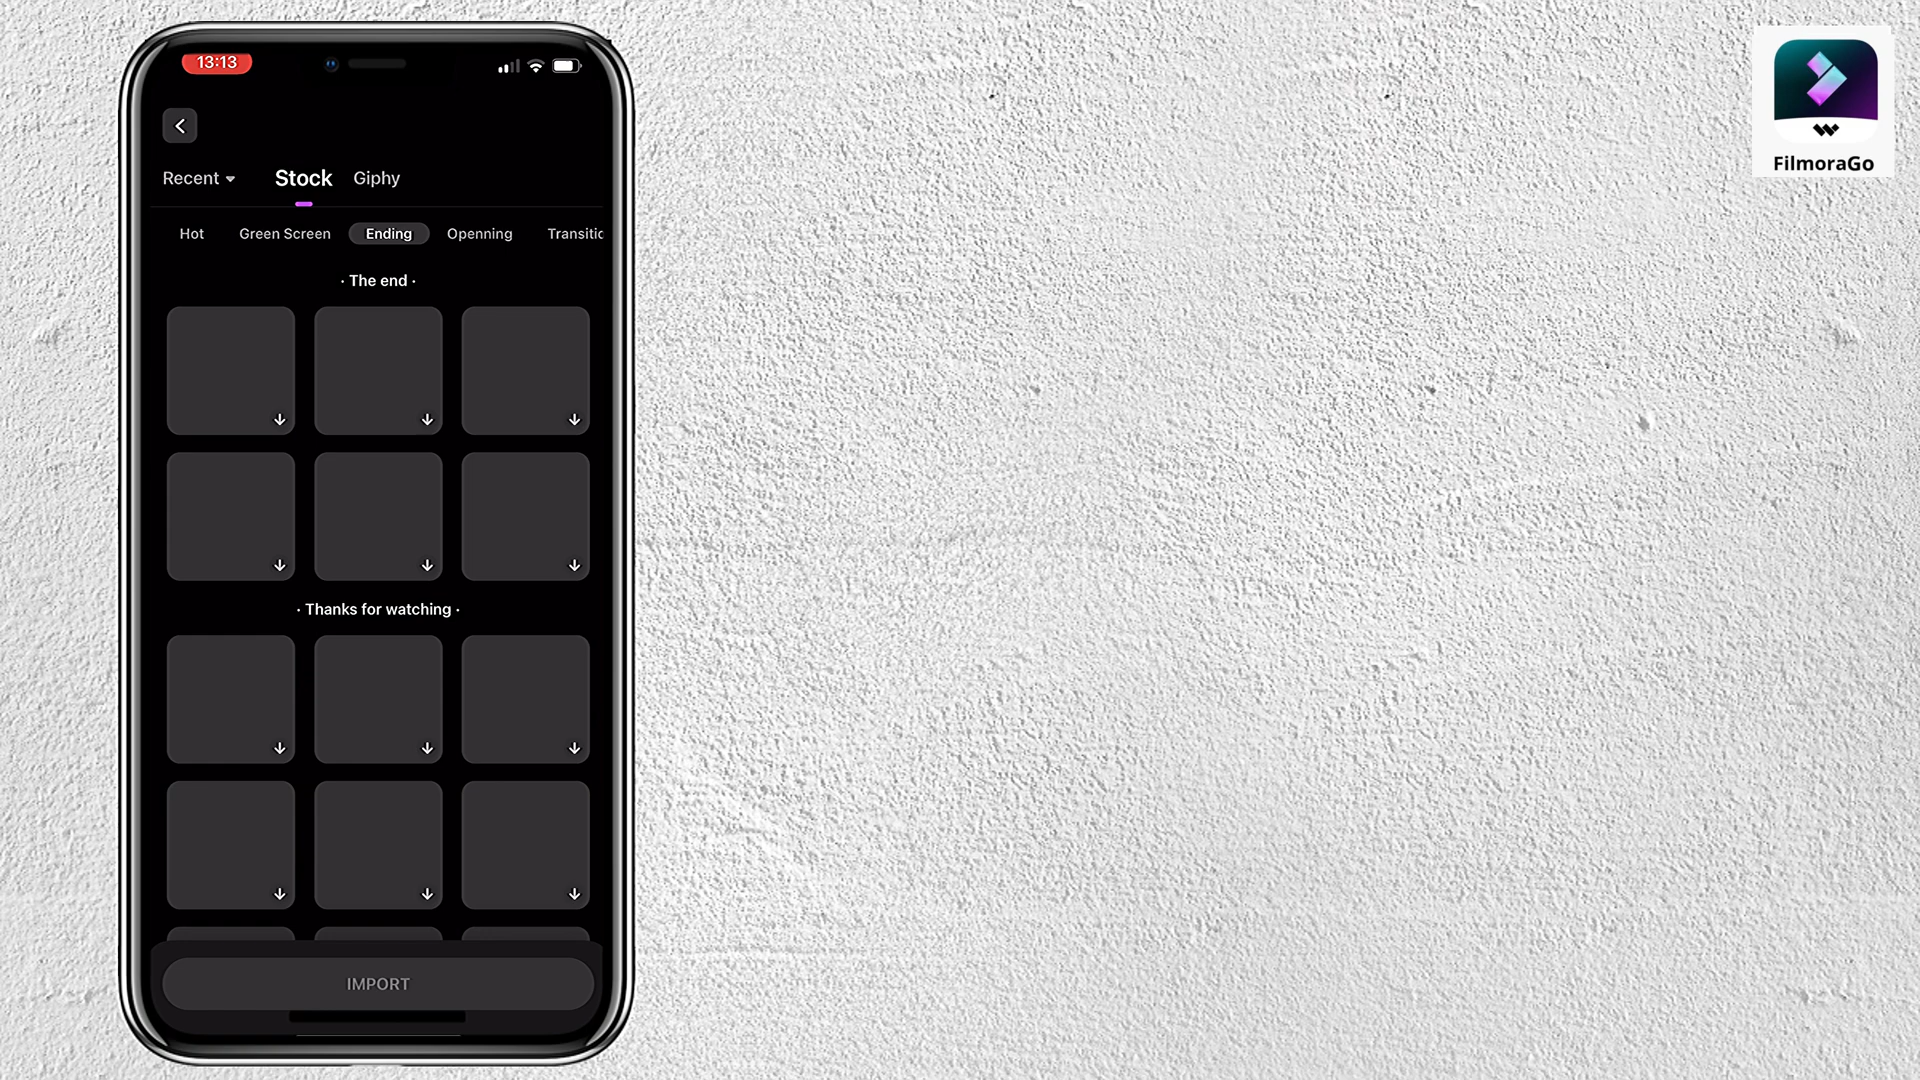 13:13
Recent Stock Giphy
Hot Green Screen Ending Openning Transitic
· The end ·
· Thanks for watching ·
IMPORT
FilmoraGo